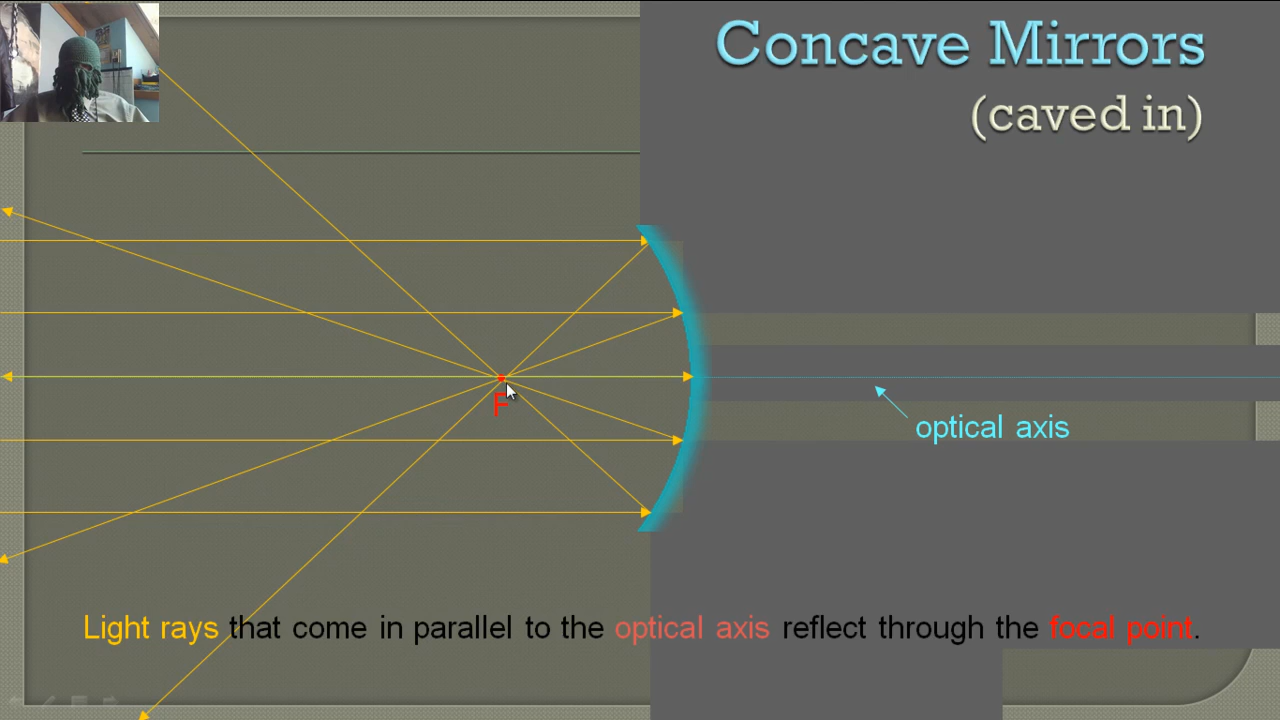 Concave Mirrors
(caved in)
F
optical axis
Light rays that come in parallel to the optical axis reflect through the focal point.